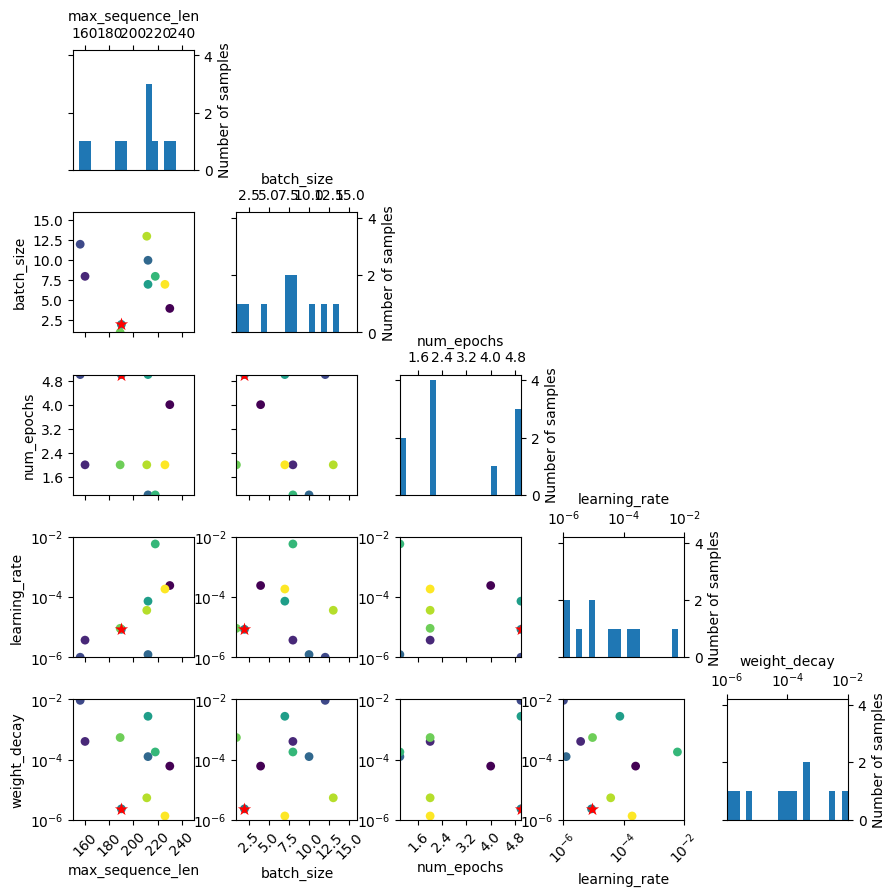 max_sequence_len
160 180 200 220 240
4
2
0
Number of samples
batch_size
2.5 5.0 7.5 10.0 12.5 15.0
15.0
12.5
10.0
7.5
5.0
2.5
batch_size
4
2
0
Number of samples
num_epochs
1.6 2.4 3.2 4.0 4.8
4.8
4.0
3.2
2.4
1.6
num_epochs
4
2
0
Number of samples
learning_rate
10⁻⁶ 10⁻⁴ 10⁻²
10⁻²
10⁻⁴
10⁻⁶
learning_rate
10⁻²
10⁻⁴
10⁻⁶
10⁻²
10⁻⁴
10⁻⁶
4
2
0
Number of samples
weight_decay
10⁻⁶ 10⁻⁴ 10⁻²
10⁻²
10⁻⁴
10⁻⁶
weight_decay
10⁻²
10⁻⁴
10⁻⁶
10⁻²
10⁻⁴
10⁻⁶
10⁻²
10⁻⁴
10⁻⁶
4
2
0
Number of samples
160 180 200 220 240
max_sequence_len
2.5 5.0 7.5 10.0 12.5 15.0
batch_size
1.6 2.4 3.2 4.0 4.8
num_epochs
10⁻⁶ 10⁻⁴ 10⁻²
learning_rate